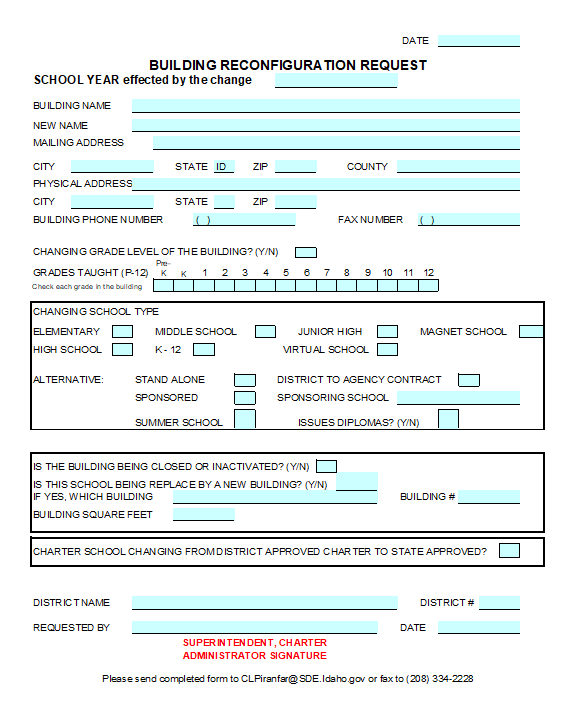 DATE
BUILDING RECONFIGURATION REQUEST
SCHOOL YEAR effected by the change
BUILDING NAME
NEW NAME
MAILING ADDRESS
CITY STATE ID ZIP COUNTY
PHYSICAL ADDRESS
CITY STATE ZIP
BUILDING PHONE NUMBER ( ) FAX NUMBER ( )
CHANGING GRADE LEVEL OF THE BUILDING? (Y/N)
GRADES TAUGHT (P-12) Pre-K K 1 2 3 4 5 6 7 8 9 10 11 12
Check each grade in the building
CHANGING SCHOOL TYPE
ELEMENTARY MIDDLE SCHOOL JUNIOR HIGH MAGNET SCHOOL
HIGH SCHOOL K - 12 VIRTUAL SCHOOL
ALTERNATIVE: STAND ALONE DISTRICT TO AGENCY CONTRACT
SPONSORED SPONSORING SCHOOL
SUMMER SCHOOL ISSUES DIPLOMAS? (Y/N)
IS THE BUILDING BEING CLOSED OR INACTIVATED? (Y/N)
IS THIS SCHOOL BEING REPLACE BY A NEW BUILDING? (Y/N)
IF YES, WHICH BUILDING BUILDING #
BUILDING SQUARE FEET
CHARTER SCHOOL CHANGING FROM DISTRICT APPROVED CHARTER TO STATE APPROVED?
DISTRICT NAME DISTRICT #
REQUESTED BY DATE
SUPERINTENDENT, CHARTER
ADMINISTRATOR SIGNATURE
Please send completed form to CLPiranfar@SDE.Idaho.gov or fax to (208) 334-2228